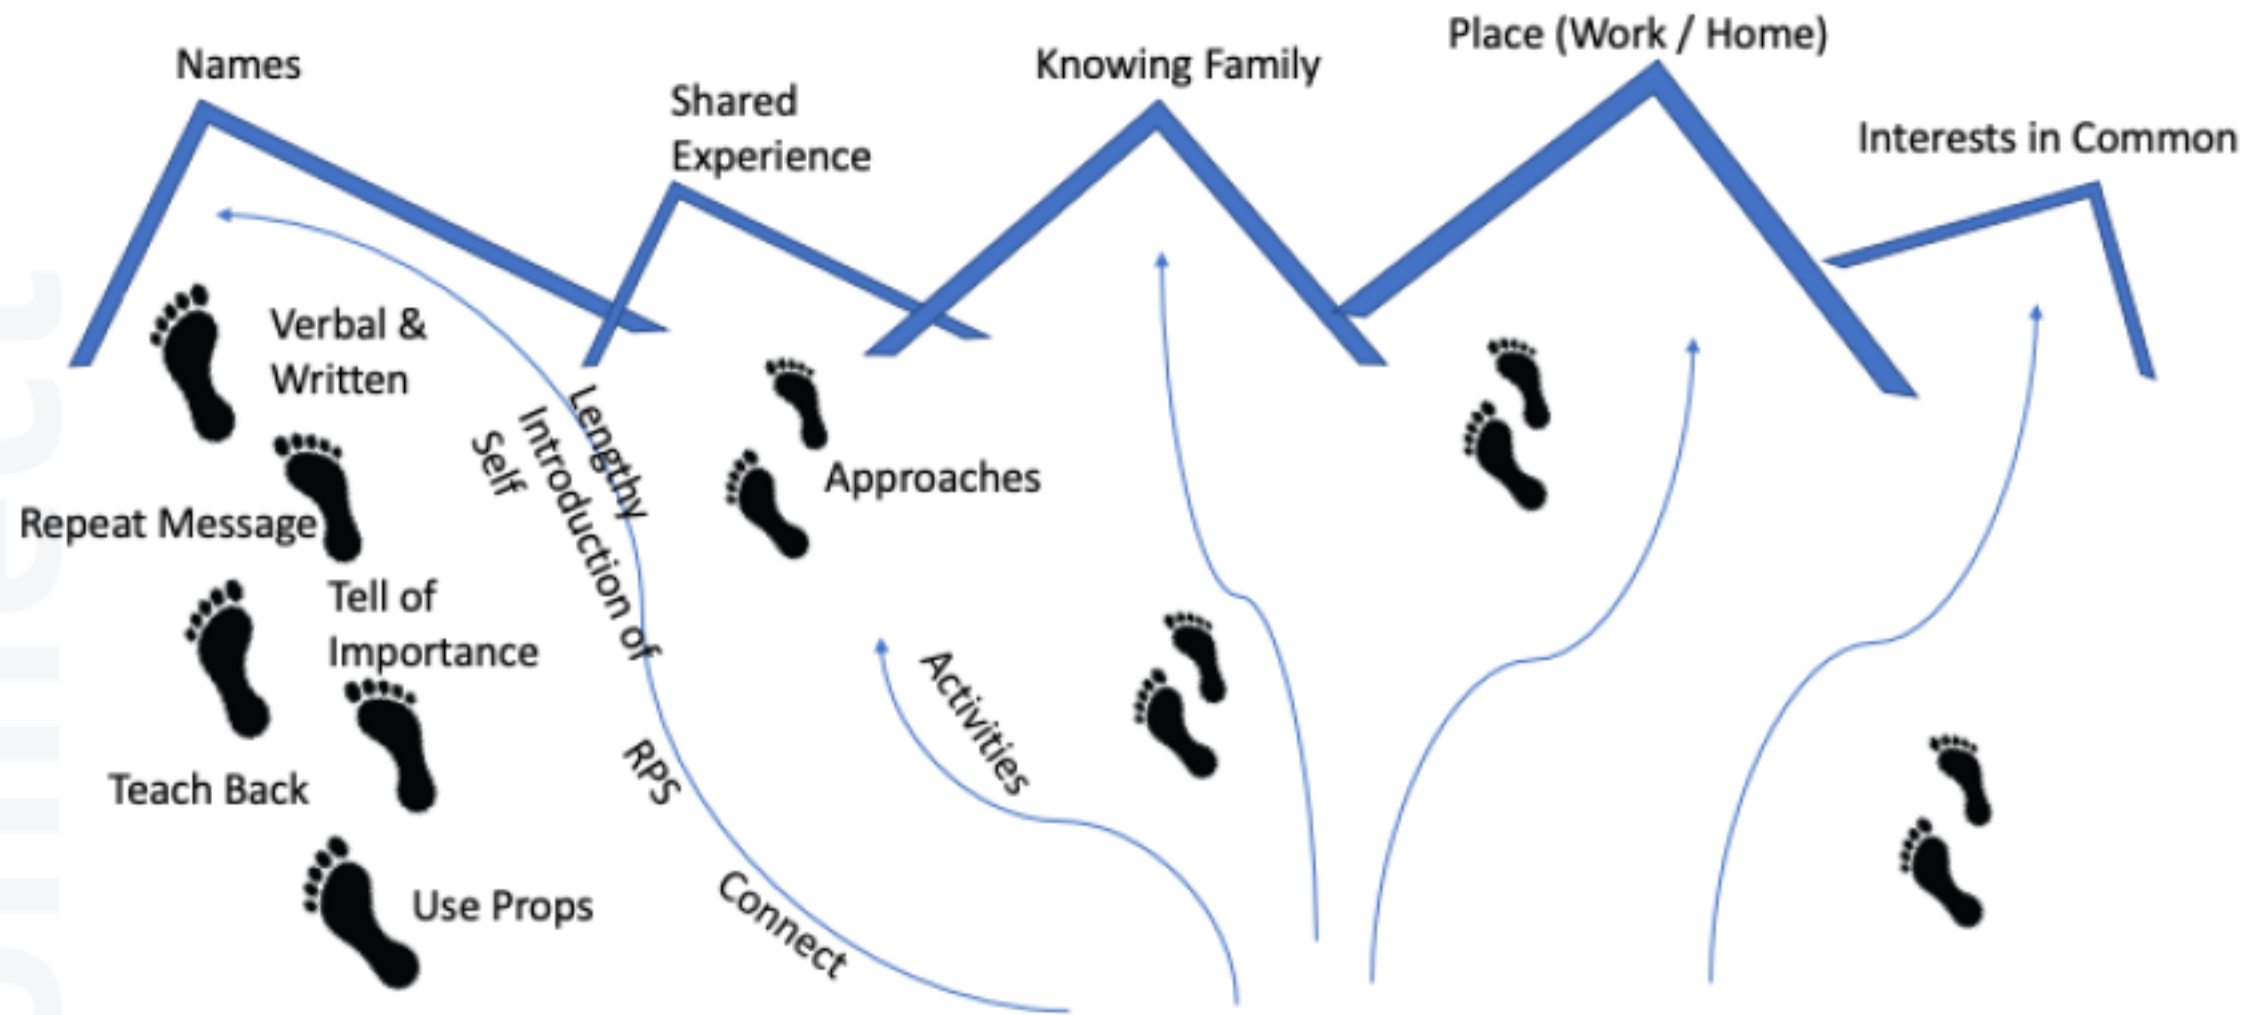 Names
Shared
Experience
Knowing Family
Place (Work / Home)
Interests in Common
Verbal &
Written
Repeat Message
Tell of
Importance
Teach Back
Use Props
Lengthy
Introduction of
Self
RPS
Connect
Approaches
Activities